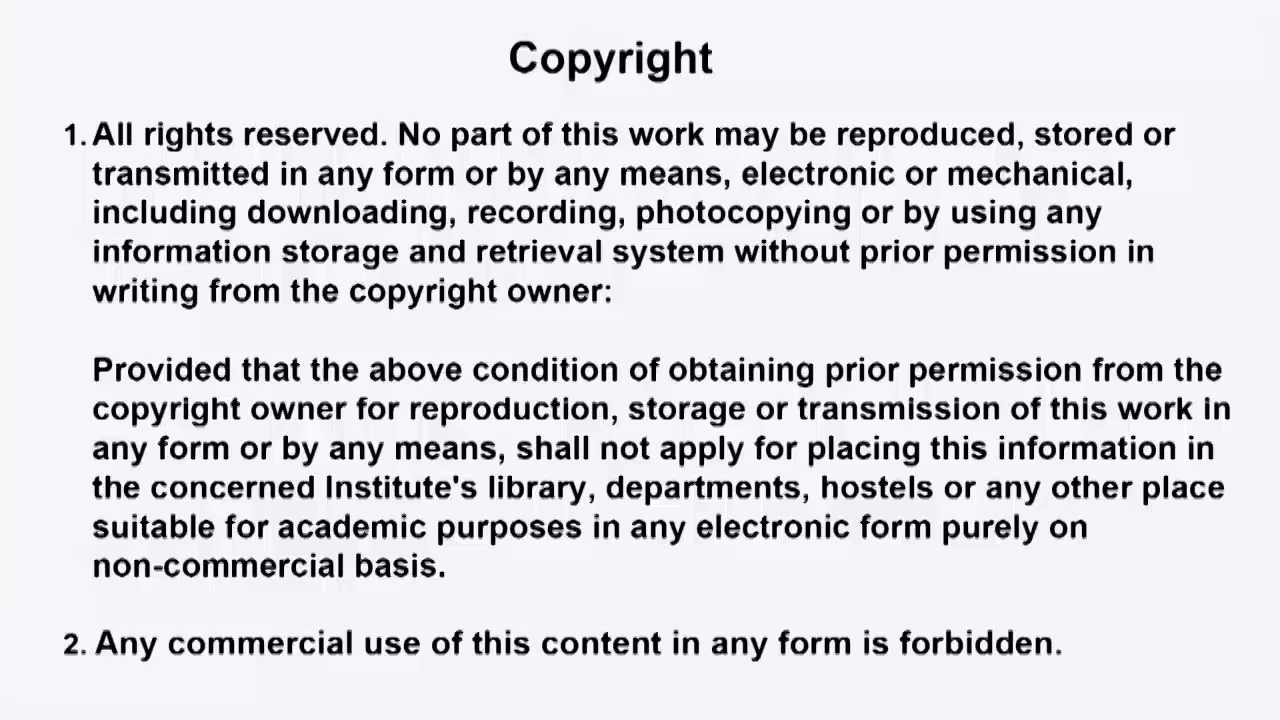 Copyright
1. All rights reserved. No part of this work may be reproduced, stored or
transmitted in any form or by any means, electronic or mechanical,
including downloading, recording, photocopying or by using any
information storage and retrieval system without prior permission in
writing from the copyright owner:
Provided that the above condition of obtaining prior permission from the
copyright owner for reproduction, storage or transmission of this work in
any form or by any means, shall not apply for placing this information in
the concerned Institute's library, departments, hostels or any other place
suitable for academic purposes in any electronic form purely on
non-commercial basis.
2. Any commercial use of this content in any form is forbidden.